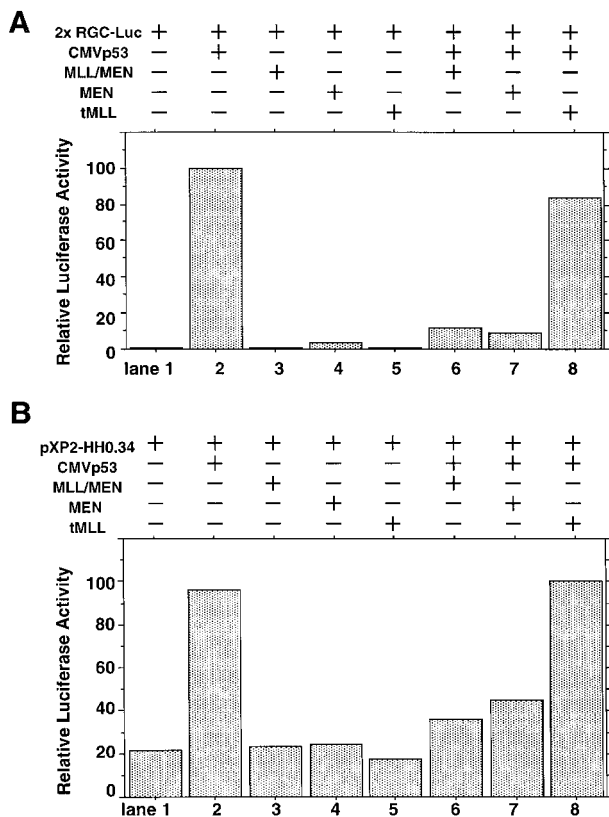 A
2x RGC-Luc + + + + + + + +
CMVp53 — + — — — + + +
MLL/MEN — — + — — + — —
MEN — — — + — — + —
tMLL — — — — + — — +
Relative Luciferase Activity
100
80
60
40
20
0
lane 1 2 3 4 5 6 7 8
B
pXP2-HH0.34 + + + + + + + +
CMVp53 — + — — — + + +
MLL/MEN — — + — — + — —
MEN — — — + — — + —
tMLL — — — — + — — +
Relative Luciferase Activity
100
80
60
40
20
0
lane 1 2 3 4 5 6 7 8